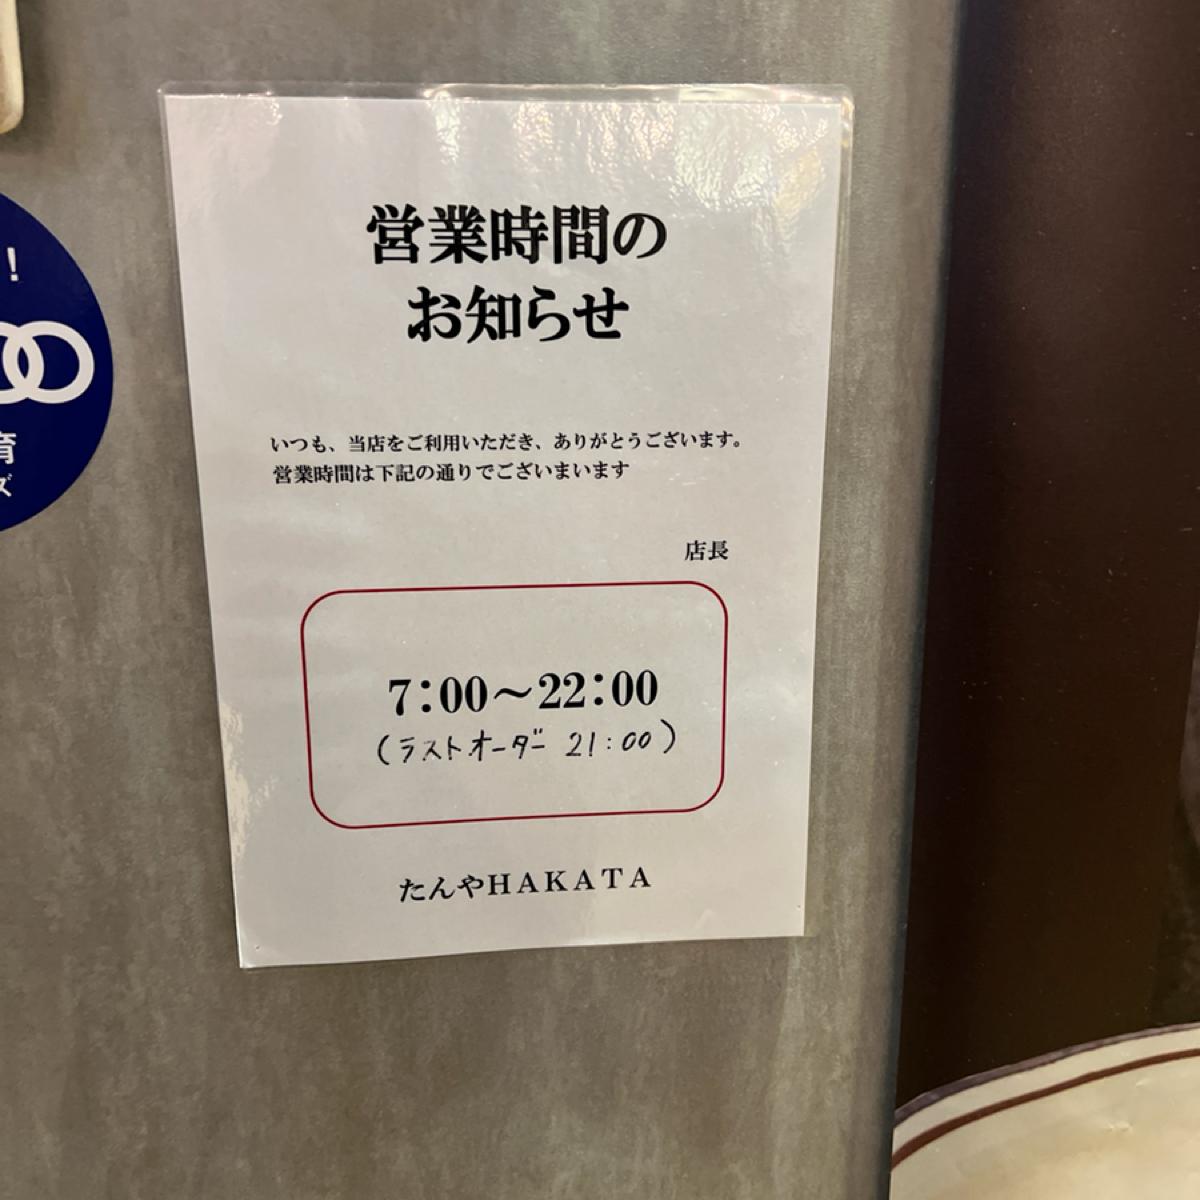 営業時間の
お知らせ
いつも、当店をご利用いただき、ありがとうございます。
営業時間は下記の通りでございまいます
店長
7：00〜22：00
(ラストオーダー 21:00)
たんやHAKATA
！
育
ズ